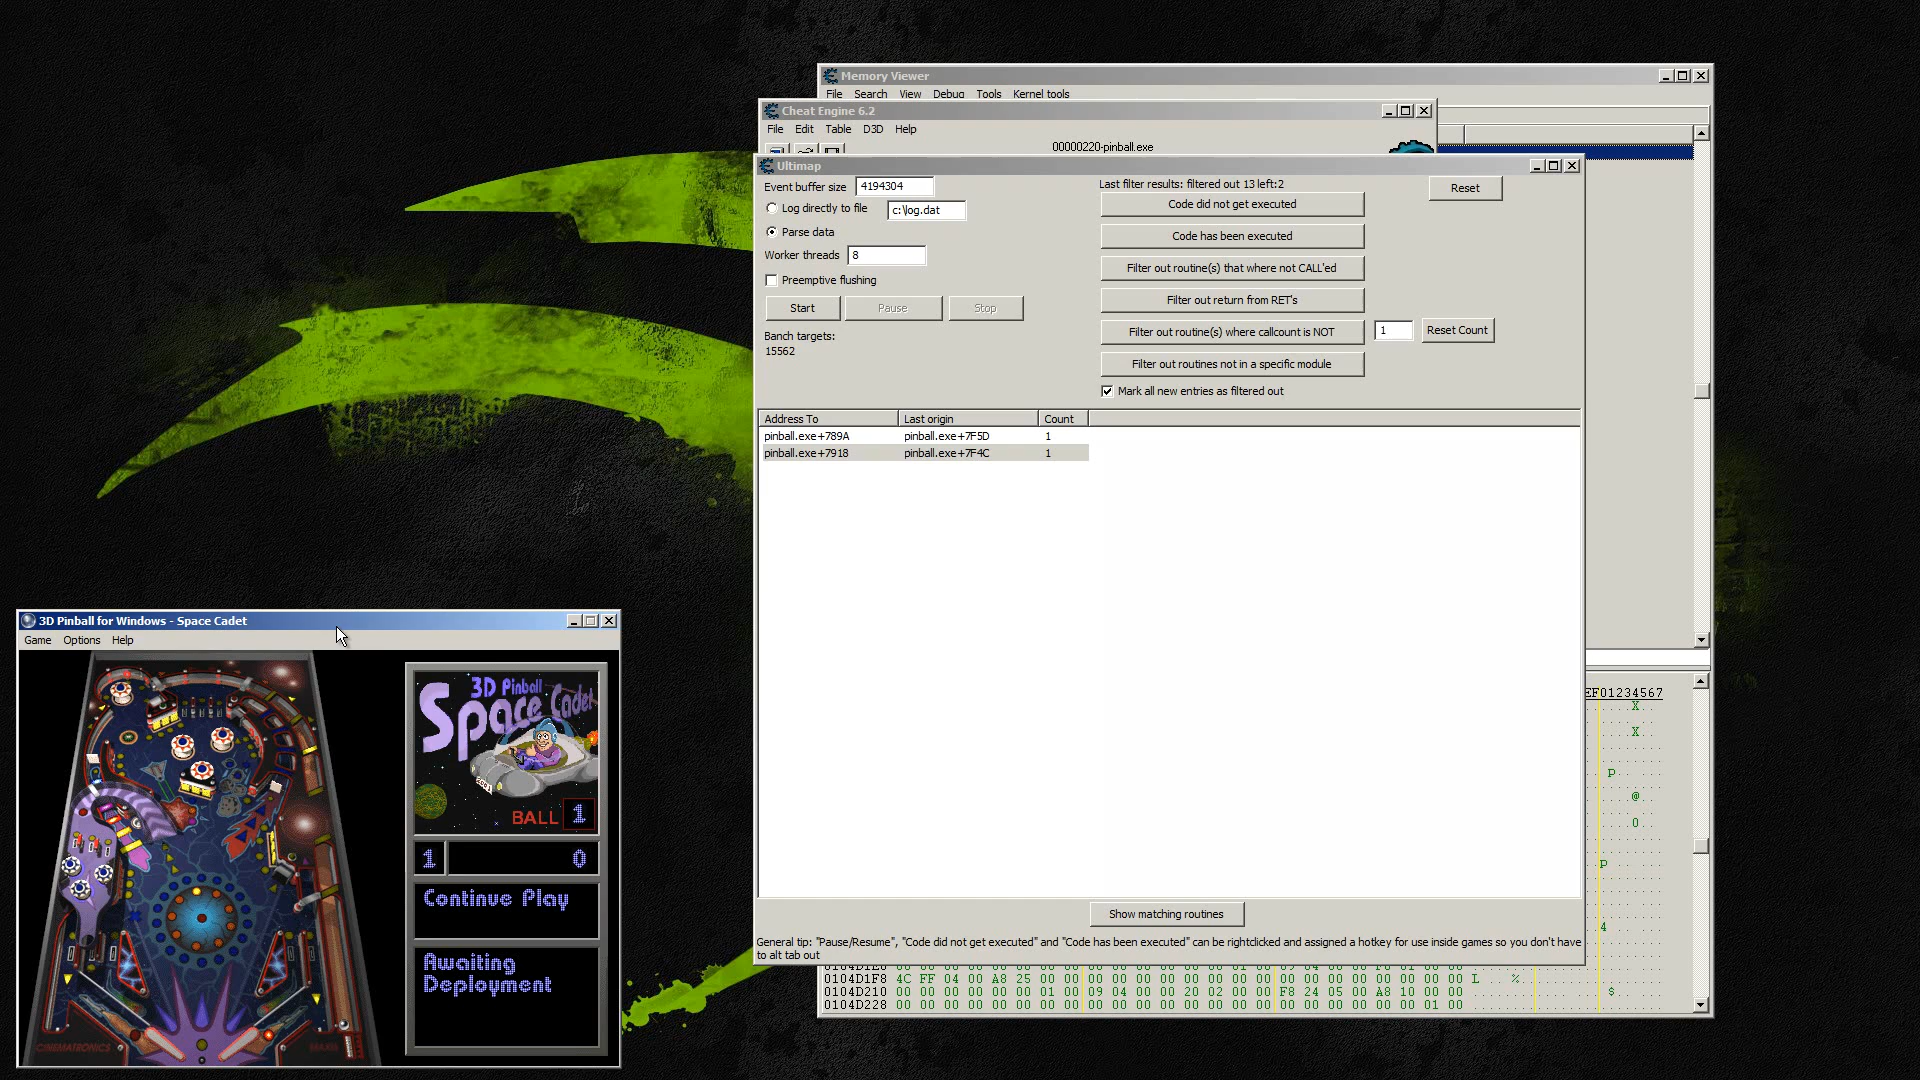 Memory Viewer
File Search View Debug Tools Kernel tools
Cheat Engine 6.2
File Edit Table D3D Help
00000220-pinball.exe
Ultimap
Event buffer size 4194304
Log directly to file c:\log.dat
Parse data
Worker threads 8
Preemptive flushing
Start Pause Stop
Banch targets:
15562
Last filter results: filtered out 13 left:2
Reset
Code did not get executed
Code has been executed
Filter out routine(s) that where not CALL'ed
Filter out return from RET's
Filter out routine(s) where callcount is NOT 1 Reset Count
Filter out routines not in a specific module
Mark all new entries as filtered out
Address To Last origin Count
pinball.exe+789A pinball.exe+7F5D 1
pinball.exe+7918 pinball.exe+7F4C 1
Show matching routines
General tip: "Pause/Resume", "Code did not get executed" and "Code has been executed" can be rightclicked and assigned a hotkey for use inside games so you don't have
to alt tab out
EF01234567
X
X
p
@
0
p
4
0104D1F8 4C FF 04 00 A8 25 00 00 00 00 00 00 00 00 00 00 00 00 00 00 00 00 00 00 L %
0104D210 00 00 00 00 00 01 00 09 04 00 00 20 02 00 00 F8 24 05 00 A8 10 00 00 $
0104D228 00 00 00 00 00 00 00 00 00 00 00 00 00 00 00 00 00 00 00 00 00 00 01 00
3D Pinball for Windows - Space Cadet
Game Options Help
3D Pinball
Space Cadet
BALL 1
1 0
Continue Play
Awaiting
Deployment
CINEMATRONICS
MAXIS